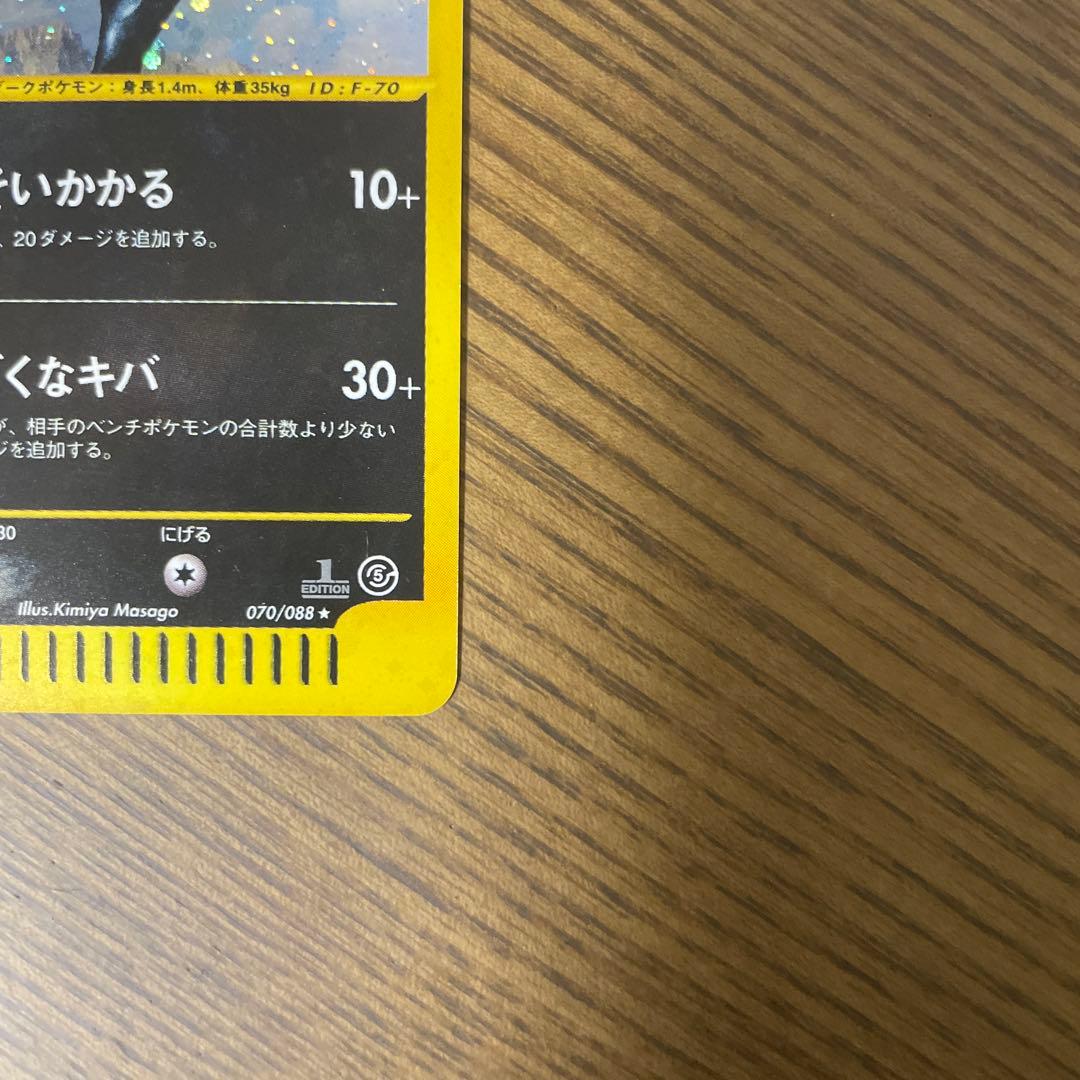 ークポケモン：身長1.4m、体重35kg ID:F-70
いかかる 10+
、20ダメージを追加する。
くなキバ 30+
、相手のベンチポケモンの合計数より少ない
を追加する。
30 にげる
1 EDITION 5
Illus.Kimiya Masago 070/088★